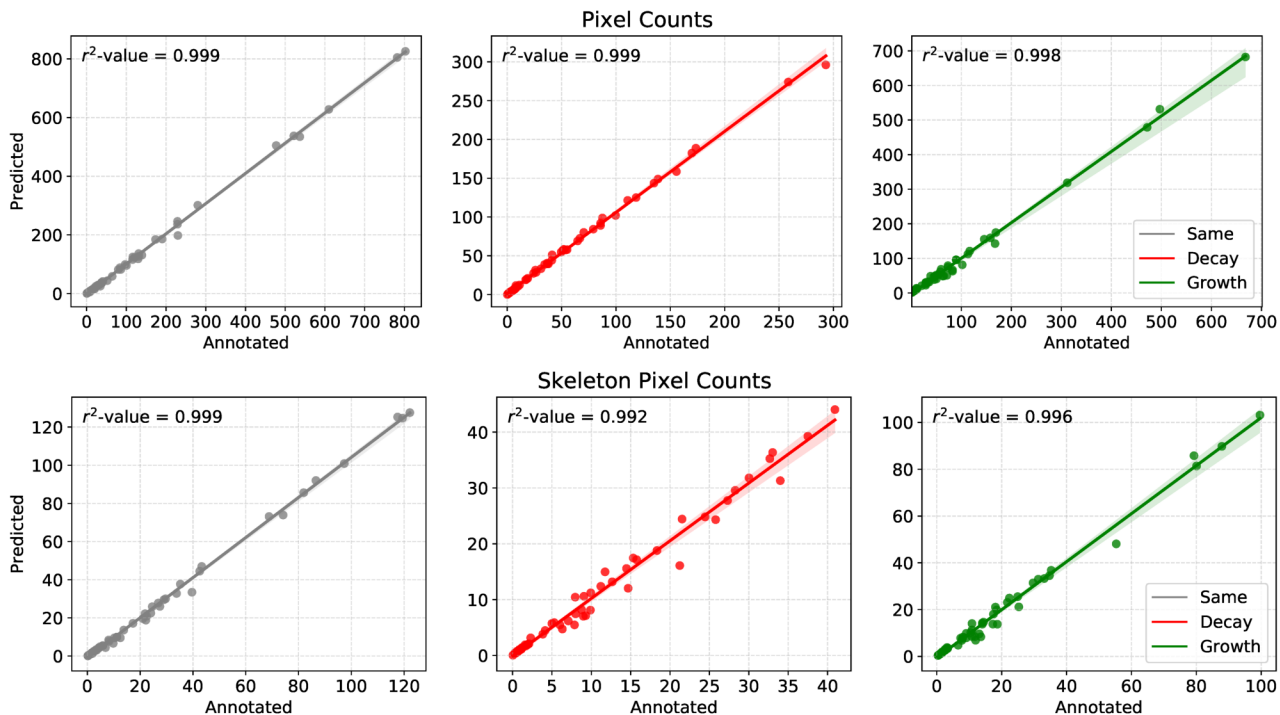 Pixel Counts
r²-value = 0.999
800
600
400
200
0
Predicted
0 100 200 300 400 500 600 700 800
Annotated
r²-value = 0.999
300
250
200
150
100
50
0
0 50 100 150 200 250 300
Annotated
r²-value = 0.998
700
600
500
400
300
200
100
0
Same
Decay
Growth
100 200 300 400 500 600 700
Annotated
Skeleton Pixel Counts
r²-value = 0.999
120
100
80
60
40
20
0
Predicted
0 20 40 60 80 100 120
Annotated
r²-value = 0.992
40
30
20
10
0
0 5 10 15 20 25 30 35 40
Annotated
r²-value = 0.996
100
80
60
40
20
0
Same
Decay
Growth
0 20 40 60 80 100
Annotated